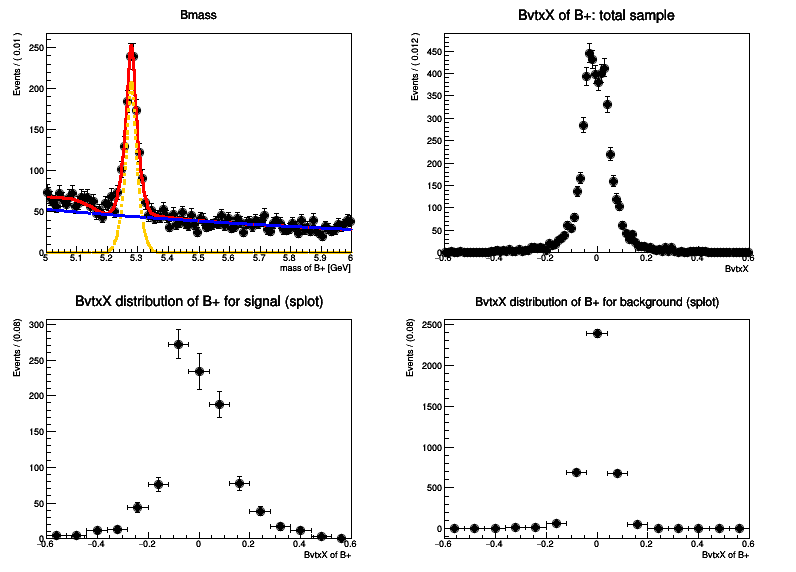 Bmass
Events / ( 0.01 )
250
200
150
100
50
0
5 5.1 5.2 5.3 5.4 5.5 5.6 5.7 5.8 5.9 6
mass of B+ [GeV]
BvtxX of B+: total sample
Events / ( 0.012 )
450
400
350
300
250
200
150
100
50
0
-0.6 -0.4 -0.2 0 0.2 0.4 0.6
BvtxX
BvtxX distribution of B+ for signal (splot)
Events / (0.08)
300
250
200
150
100
50
0
-0.6 -0.4 -0.2 0 0.2 0.4 0.6
BvtxX of B+
BvtxX distribution of B+ for background (splot)
Events / (0.08)
2500
2000
1500
1000
500
0
-0.6 -0.4 -0.2 0 0.2 0.4 0.6
BvtxX of B+